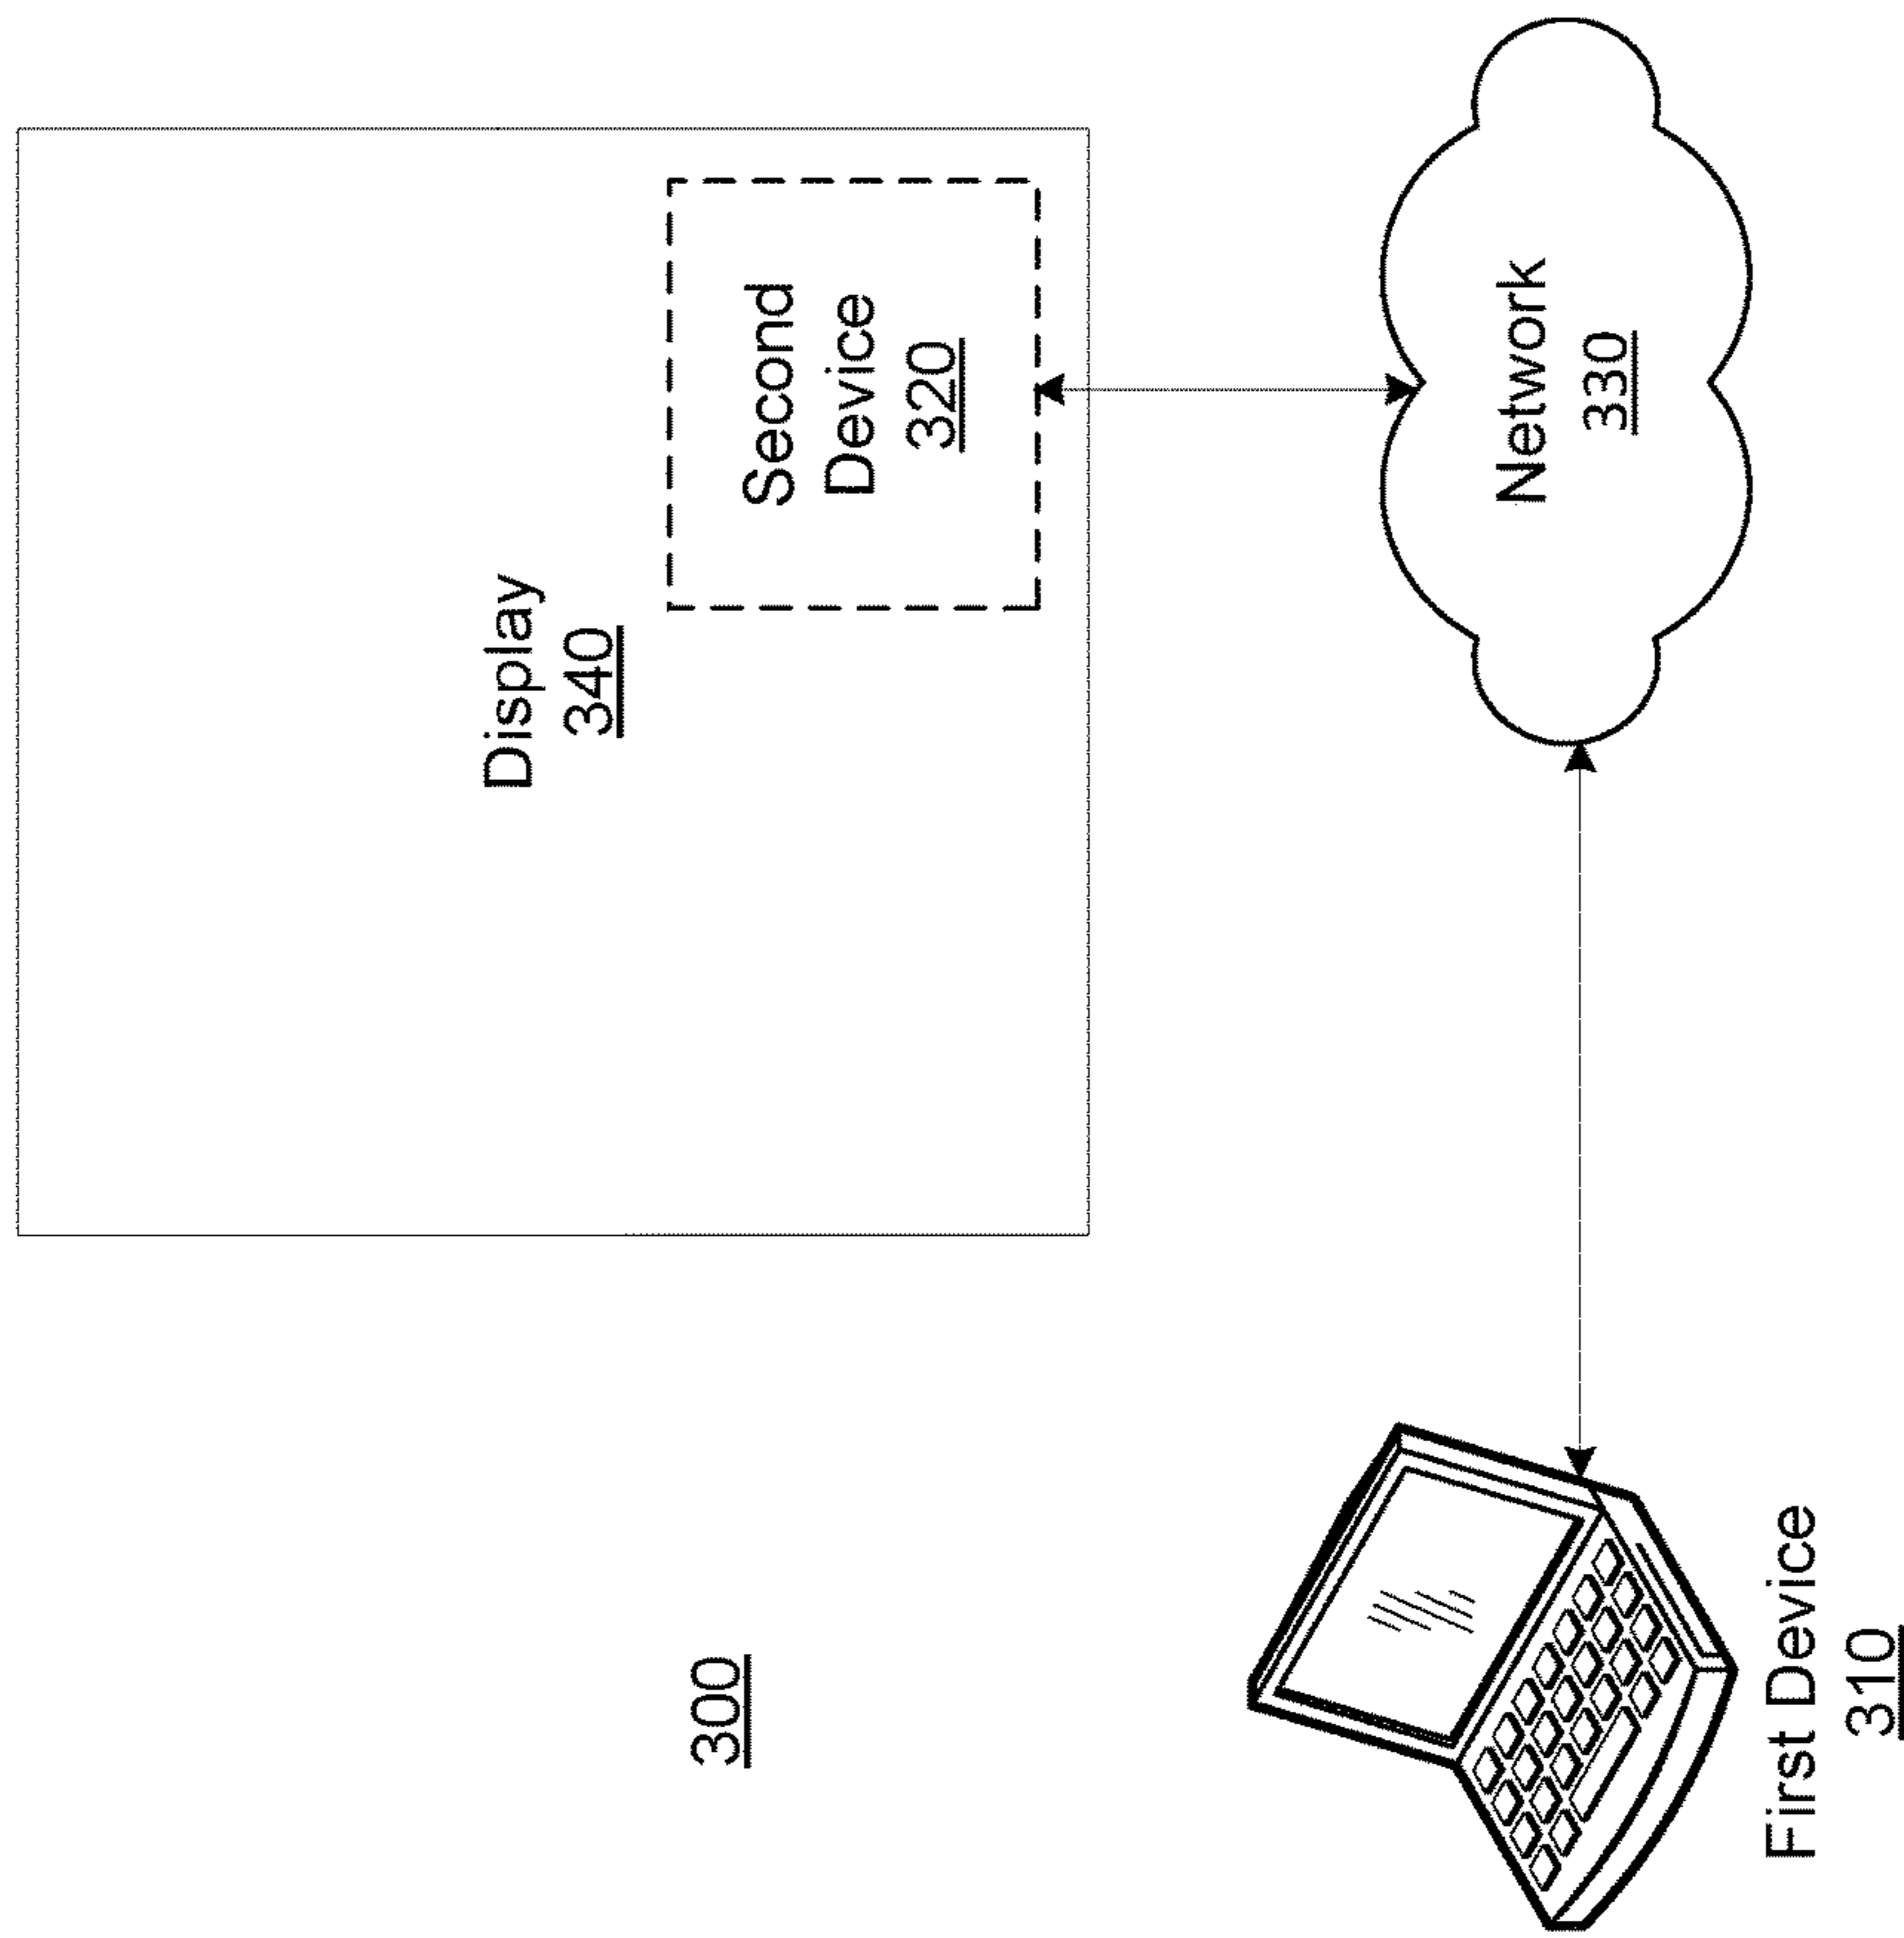 300
Display
340
Second
Device
320
First Device
310
Network
330